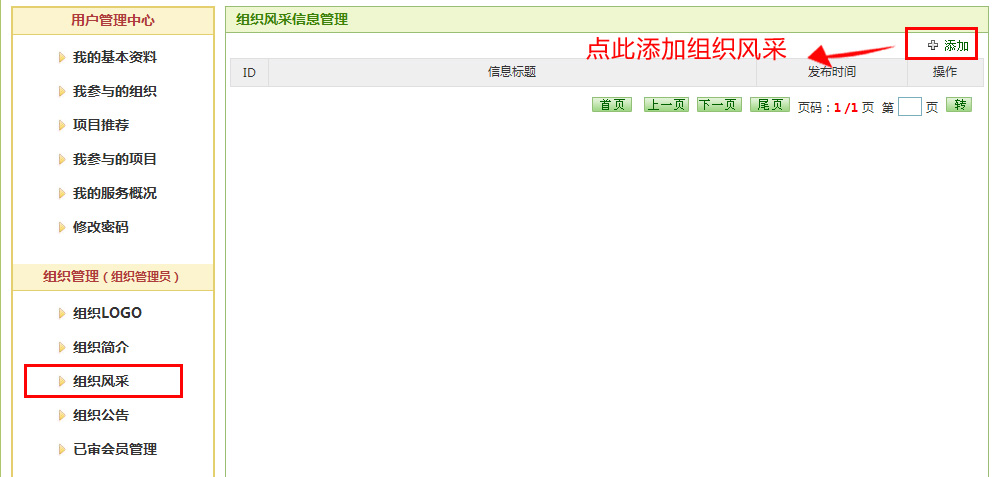 用户管理中心
我的基本资料
我参与的组织
项目推荐
我参与的项目
我的服务概况
修改密码
组织管理（组织管理员）
组织LOGO
组织简介
组织风采
组织公告
已审会员管理
组织风采信息管理
点此添加组织风采
添加
ID 信息标题 发布时间 操作
首页 上一页 下一页 尾页 页码：1 /1 页 第 页 转